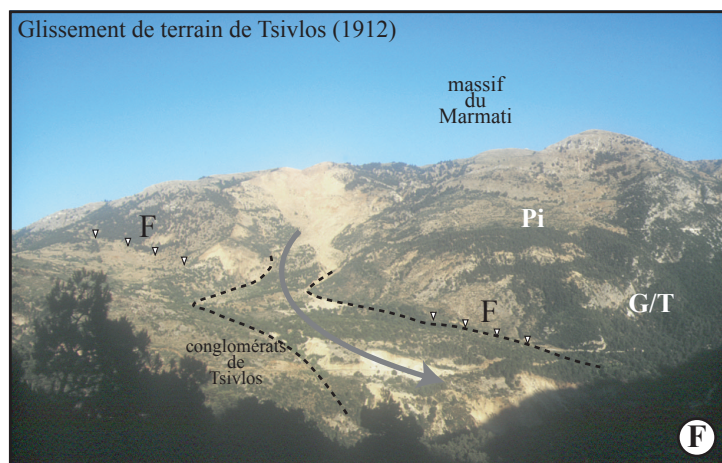 Glissement de terrain de Tsivlos (1912)
massif
du
Marmati
F
Pi
G/T
F
conglomérats
de
Tsivlos
F